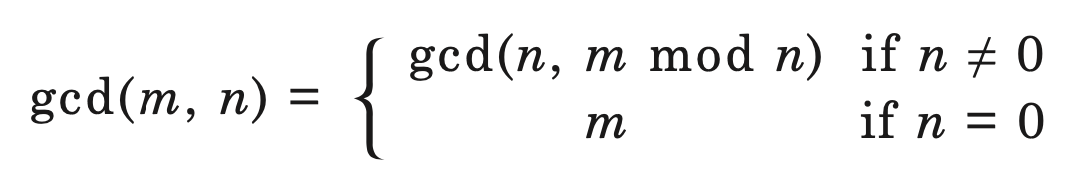 gcd(m, n) = { gcd(n, m mod n) if n ≠ 0
m if n = 0